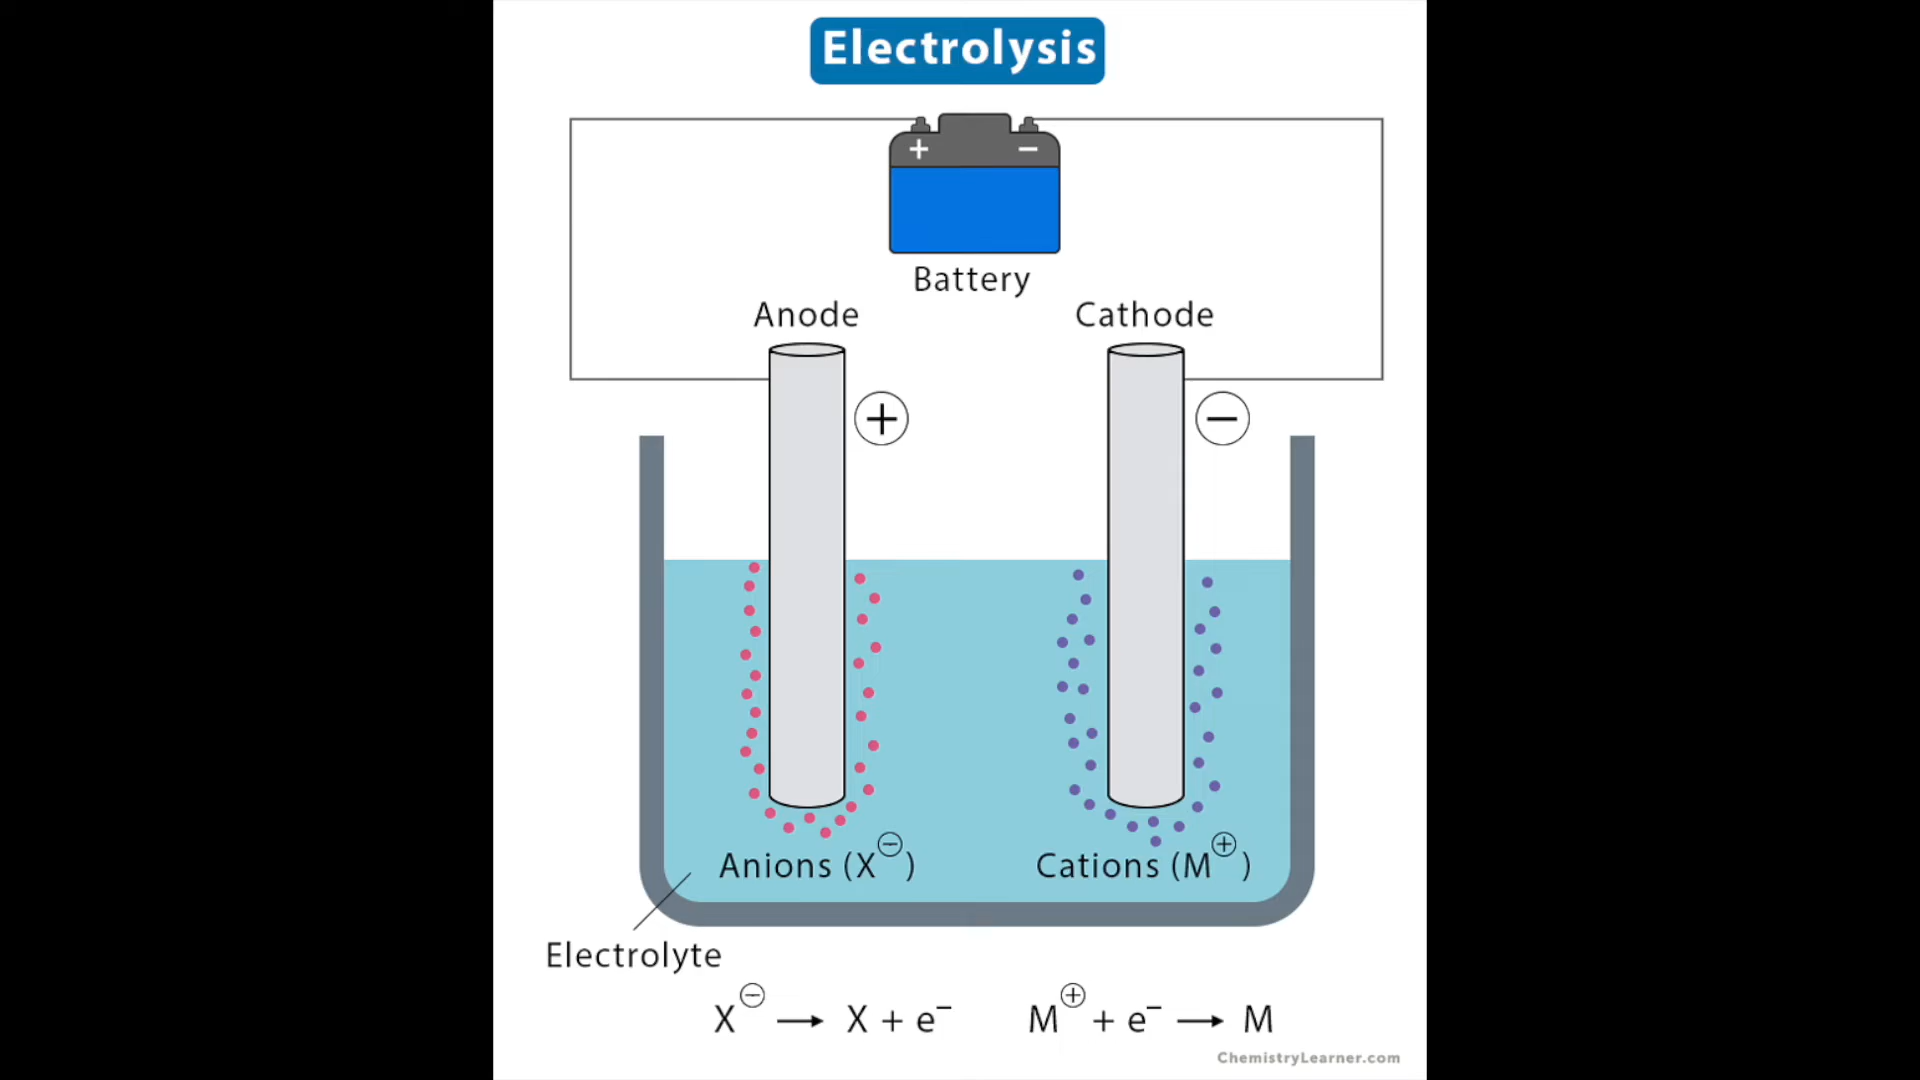 Electrolysis
+ −
Battery
Anode Cathode
+ −
Anions (X⊖) Cations (M⊕)
Electrolyte
X⊖ → X + e⁻ M⊕ + e⁻ → M
ChemistryLearner.com